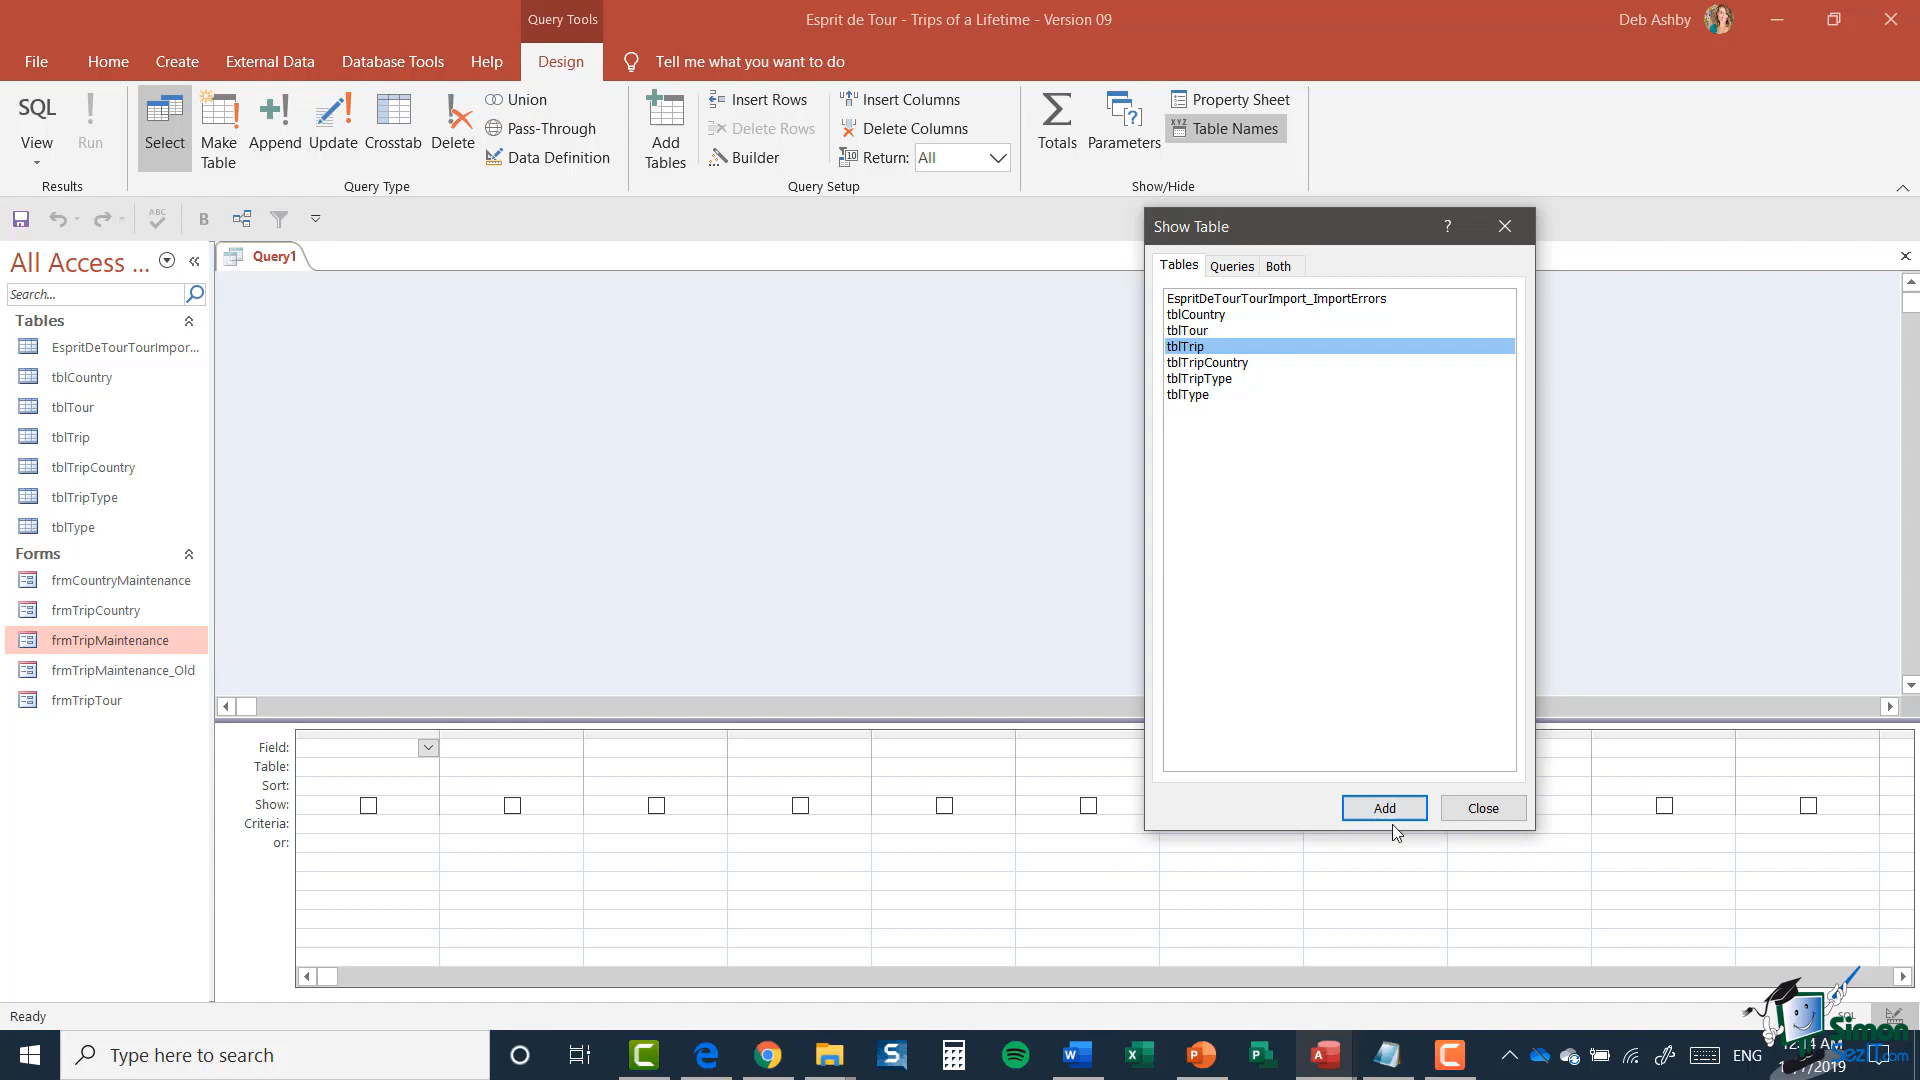 Query Tools
Esprit de Tour - Trips of a Lifetime - Version 09
Deb Ashby
File Home Create External Data Database Tools Help Design Tell me what you want to do
SQL
View
Run
Results
Select
Make
Table
Append
Update
Crosstab
Delete
Union
Pass-Through
Data Definition
Query Type
Add
Tables
Insert Rows
Delete Rows
Builder
Insert Columns
Delete Columns
Return: All
Query Setup
Totals
Parameters
Property Sheet
Table Names
Show/Hide
ABC
B
All Access ...
Search...
Tables
EspritDeTourTourImpor...
tblCountry
tblTour
tblTrip
tblTripCountry
tblTripType
tblType
Forms
frmCountryMaintenance
frmTripCountry
frmTripMaintenance
frmTripMaintenance_Old
frmTripTour
Query1
Show Table
?
Tables Queries Both
EspritDeTourTourImport_ImportErrors
tblCountry
tblTour
tblTrip
tblTripCountry
tblTripType
tblType
Add Close
Field:
Table:
Sort:
Show:
Criteria:
or:
Ready
Type here to search
ENG
Simon
SezIT.com